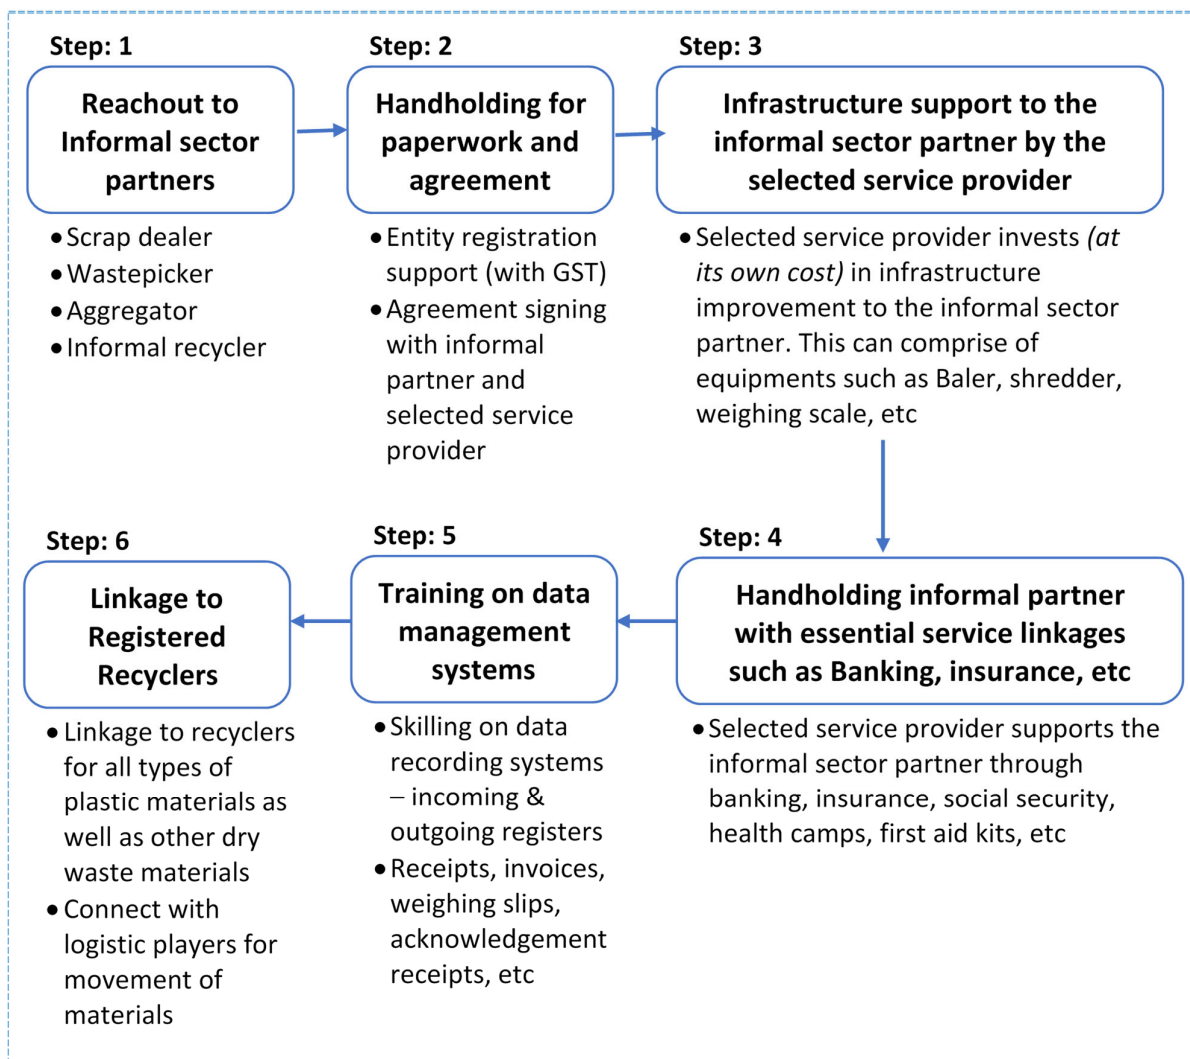 Step: 1
Reachout to
Informal sector
partners
• Scrap dealer
• Wastepicker
• Aggregator
• Informal recycler
Step: 2
Handholding for
paperwork and
agreement
• Entity registration
support (with GST)
• Agreement signing
with informal
partner and
selected service
provider
Step: 3
Infrastructure support to the
informal sector partner by the
selected service provider
• Selected service provider invests (at
its own cost) in infrastructure
improvement to the informal sector
partner. This can comprise of
equipments such as Baler, shredder,
weighing scale, etc
Step: 4
Handholding informal partner
with essential service linkages
such as Banking, insurance, etc
• Selected service provider supports the
informal sector partner through
banking, insurance, social security,
health camps, first aid kits, etc
Step: 5
Training on data
management
systems
• Skilling on data
recording systems
– incoming &
outgoing registers
• Receipts, invoices,
weighing slips,
acknowledgement
receipts, etc
Step: 6
Linkage to
Registered
Recyclers
• Linkage to recyclers
for all types of
plastic materials as
well as other dry
waste materials
• Connect with
logistic players for
movement of
materials